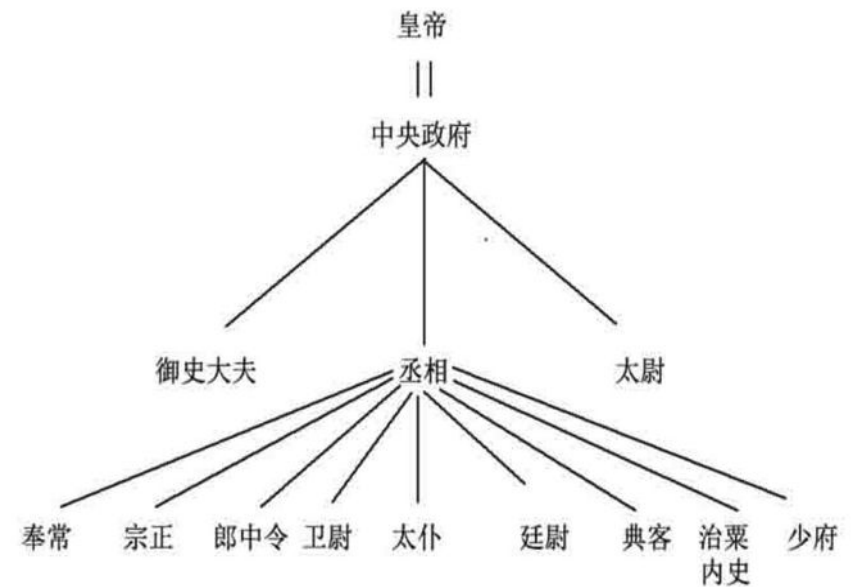 皇帝
中央政府
御史大夫 丞相 太尉
奉常 宗正 郎中令 卫尉 太仆 廷尉 典客 治粟 少府
内史